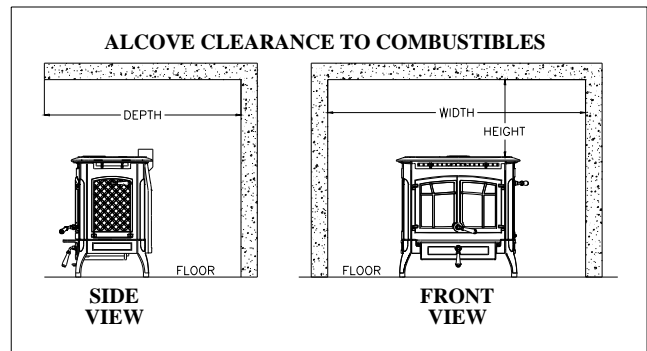 ALCOVE CLEARANCE TO COMBUSTIBLES
DEPTH
FLOOR
SIDE
VIEW
WIDTH
HEIGHT
FLOOR
FRONT
VIEW